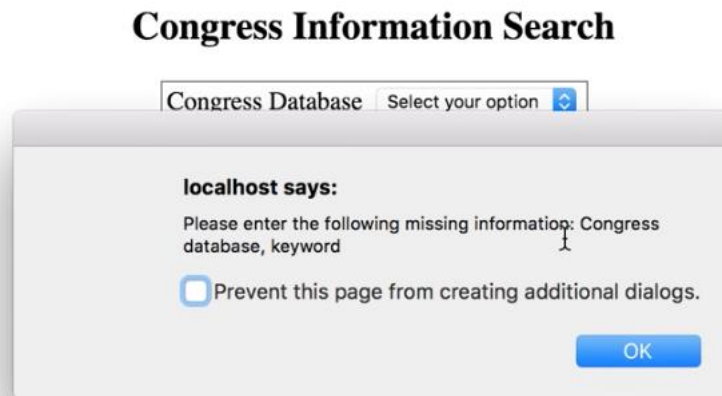 Congress Information Search
Congress Database Select your option
localhost says:
Please enter the following missing information: Congress
database, keyword
Prevent this page from creating additional dialogs.
OK